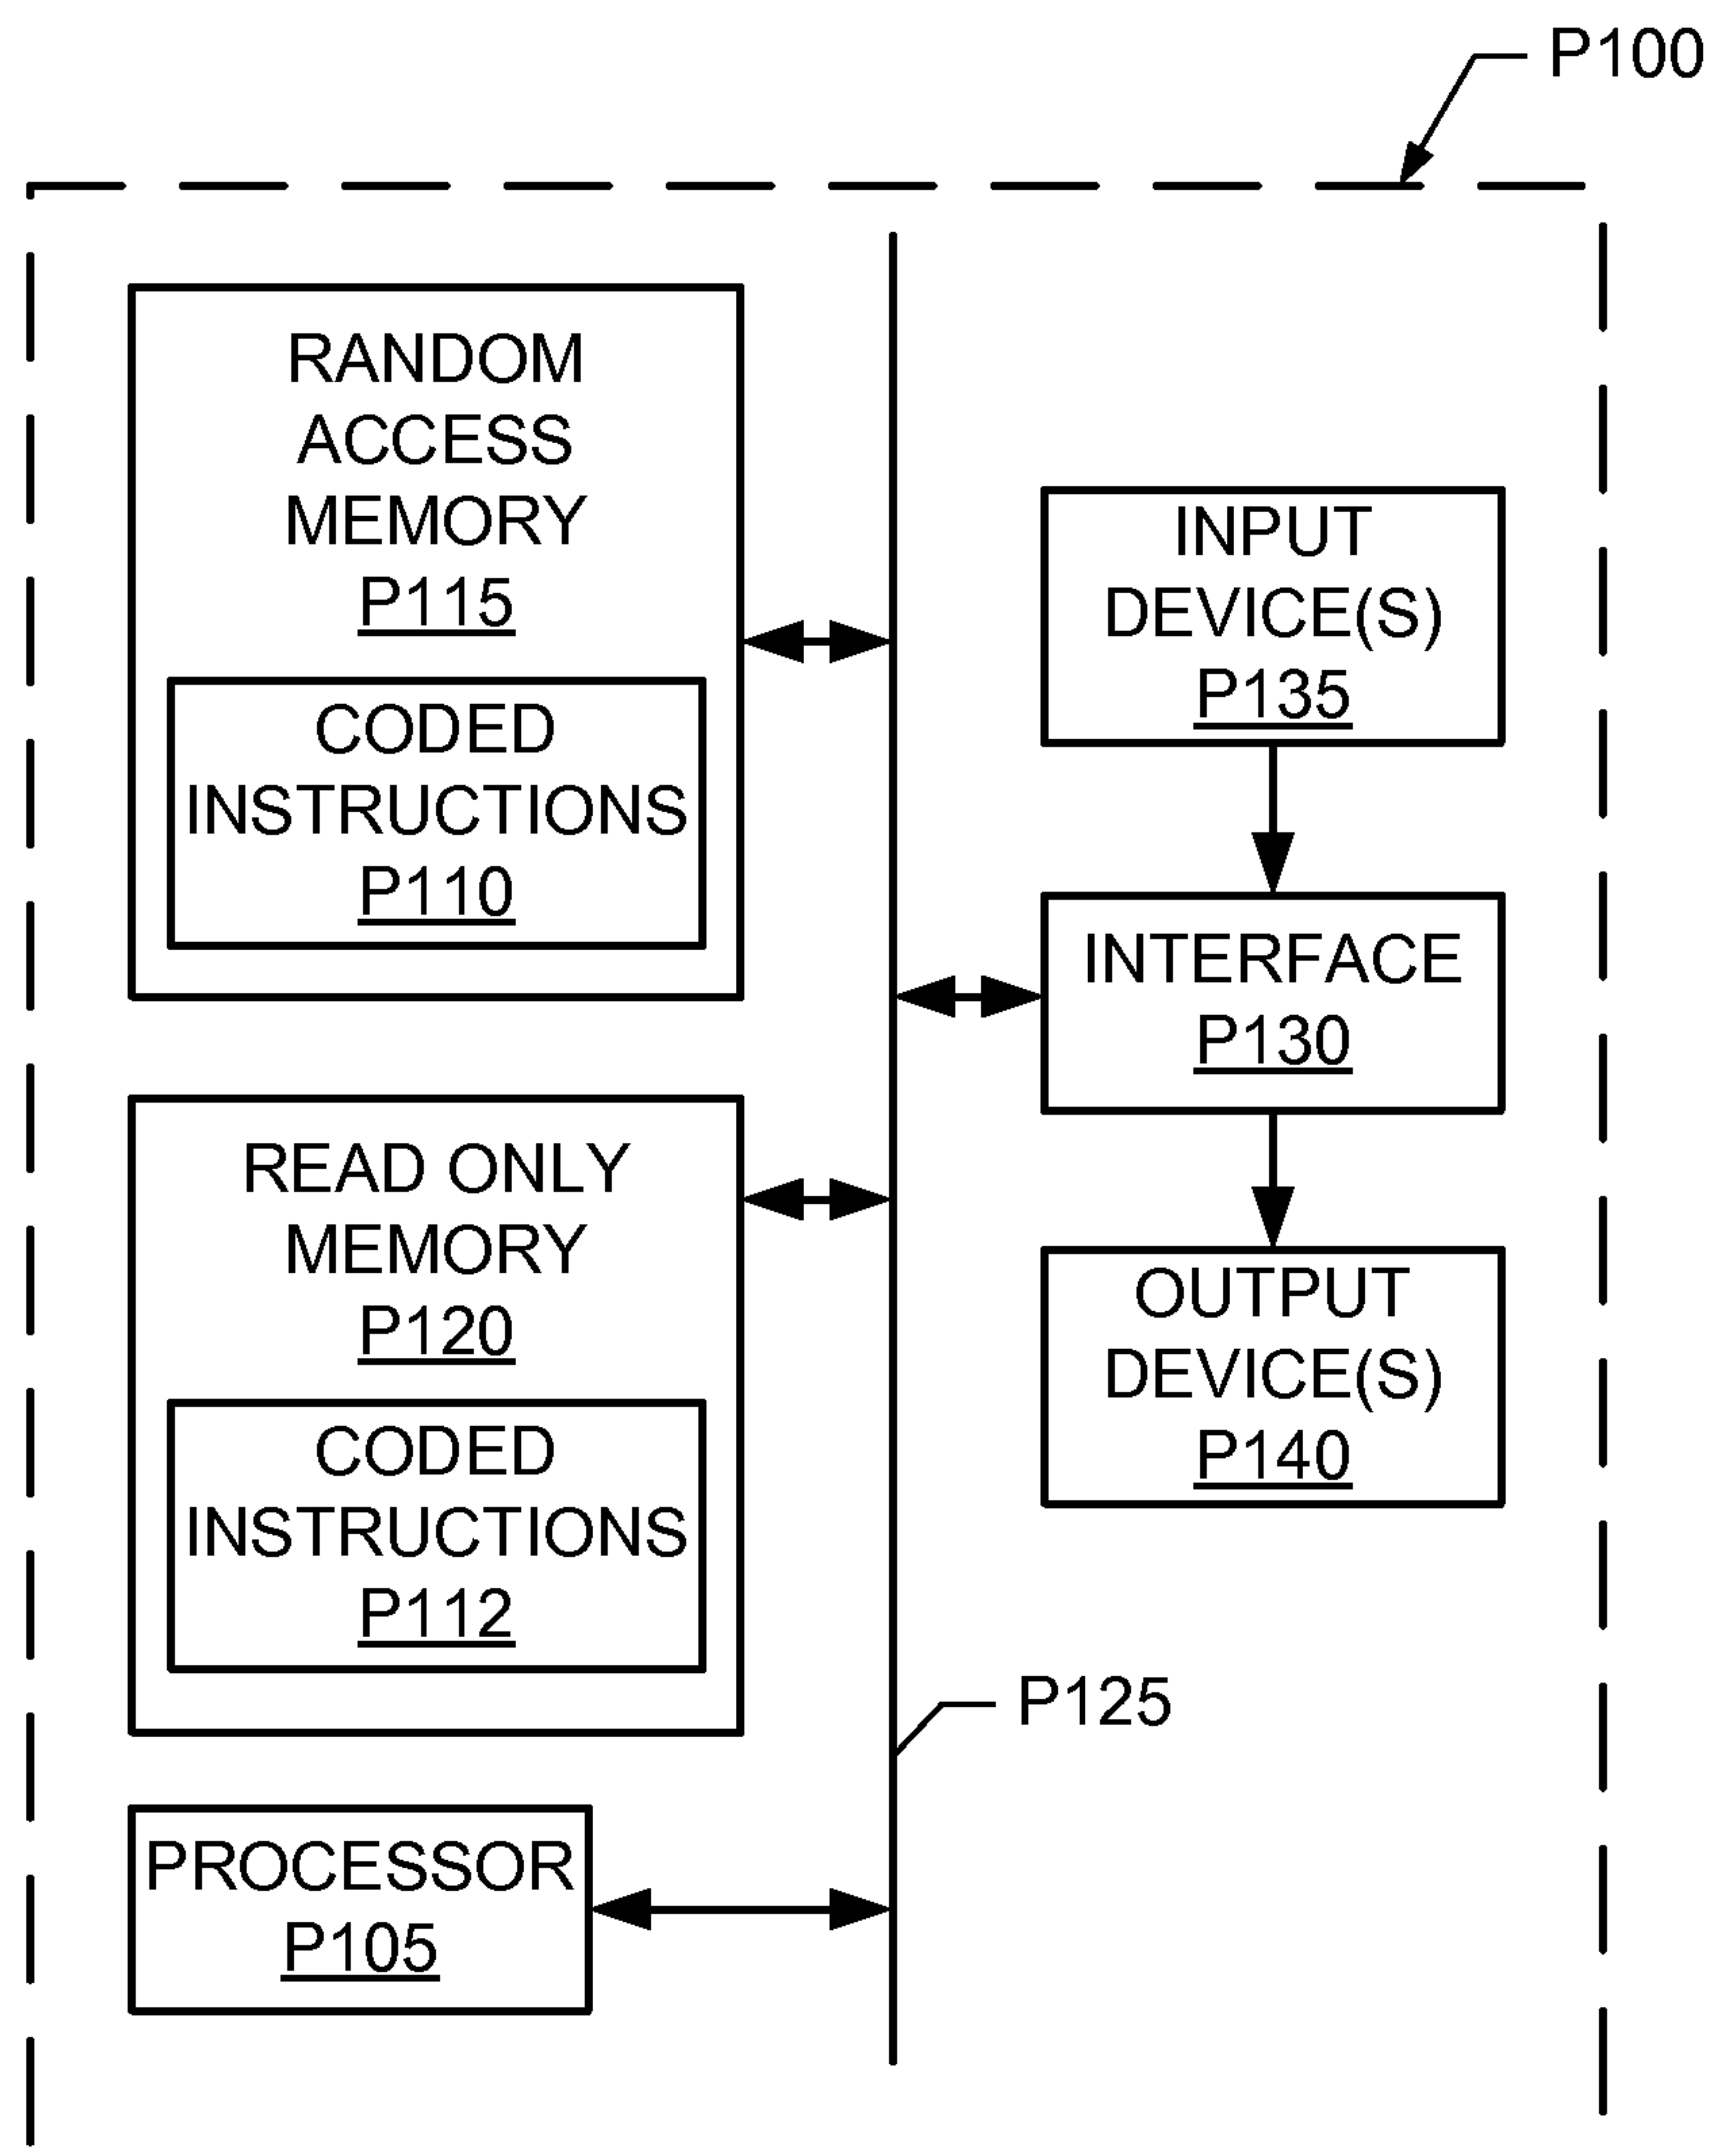 P100
RANDOM
ACCESS
MEMORY
P115
CODED
INSTRUCTIONS
P110
READ ONLY
MEMORY
P120
CODED
INSTRUCTIONS
P112
PROCESSOR
P105
INPUT
DEVICE(S)
P135
INTERFACE
P130
OUTPUT
DEVICE(S)
P140
P125